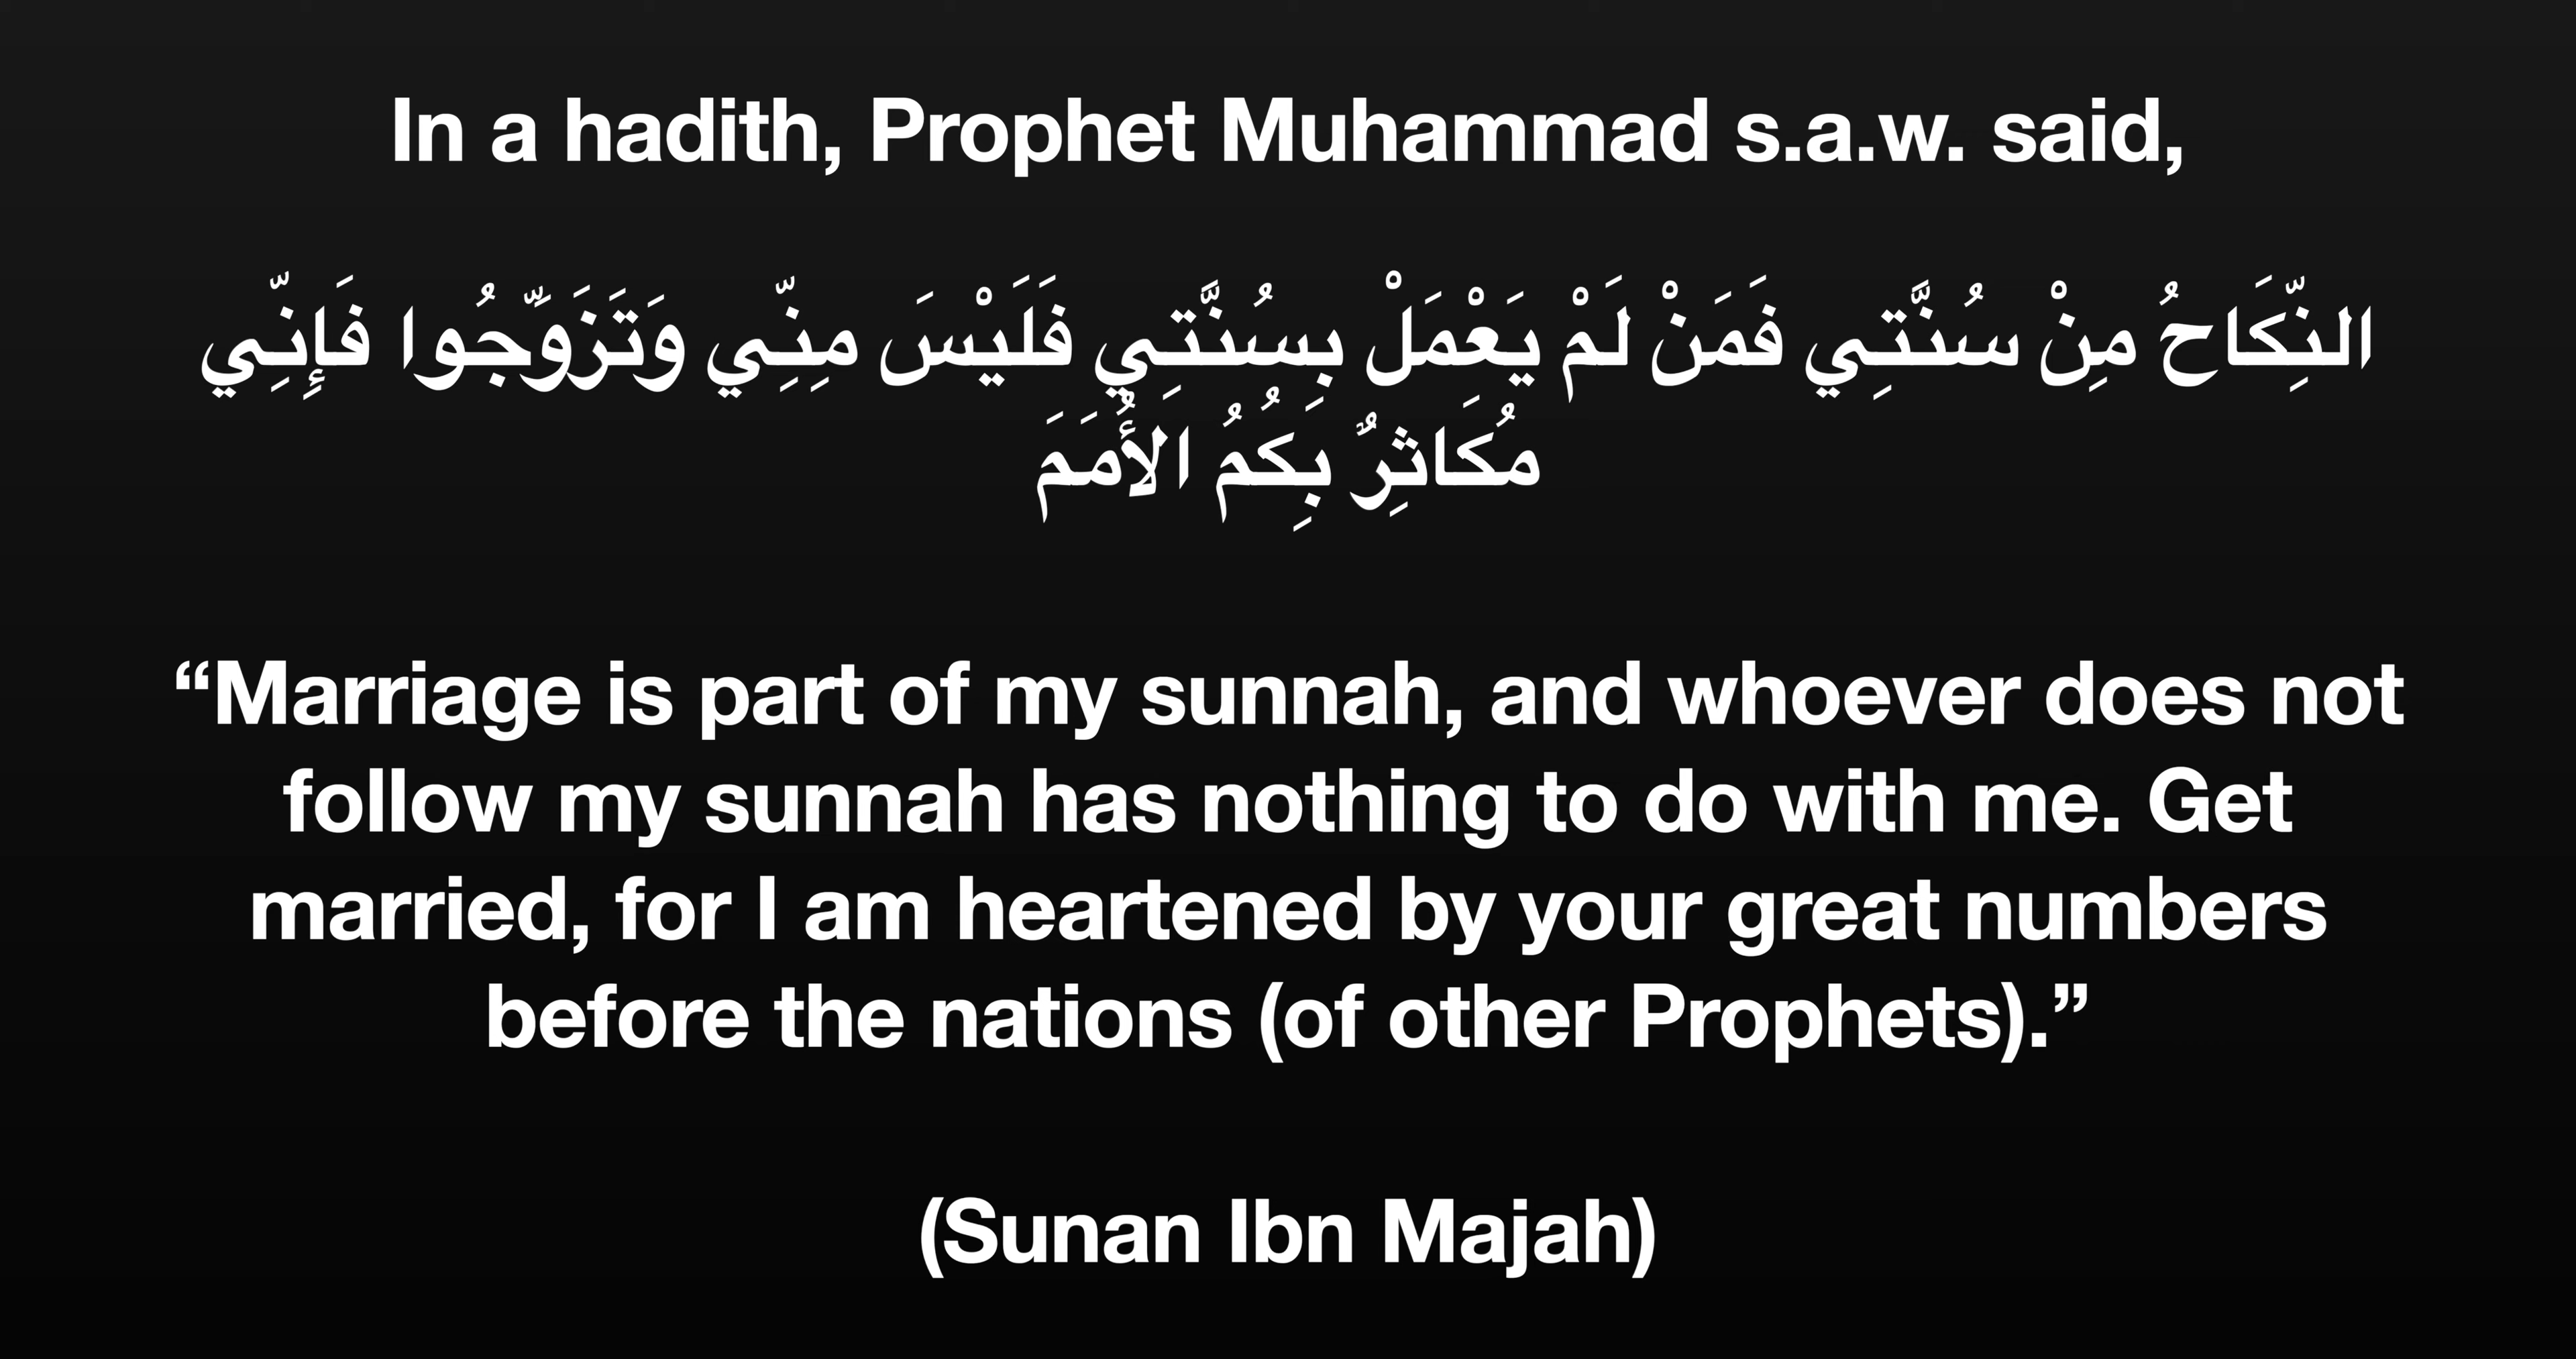 In a hadith, Prophet Muhammad s.a.w. said,
النِّكَاحُ مِنْ سُنَّتِي فَمَنْ لَمْ يَعْمَلْ بِسُنَّتِي فَلَيْسَ مِنِّي وَتَزَوَّجُوا فَإِنِّي
مُكَاثِرٌ بِكُمُ الأُمَمَ
“Marriage is part of my sunnah, and whoever does not
follow my sunnah has nothing to do with me. Get
married, for I am heartened by your great numbers
before the nations (of other Prophets).”
(Sunan Ibn Majah)